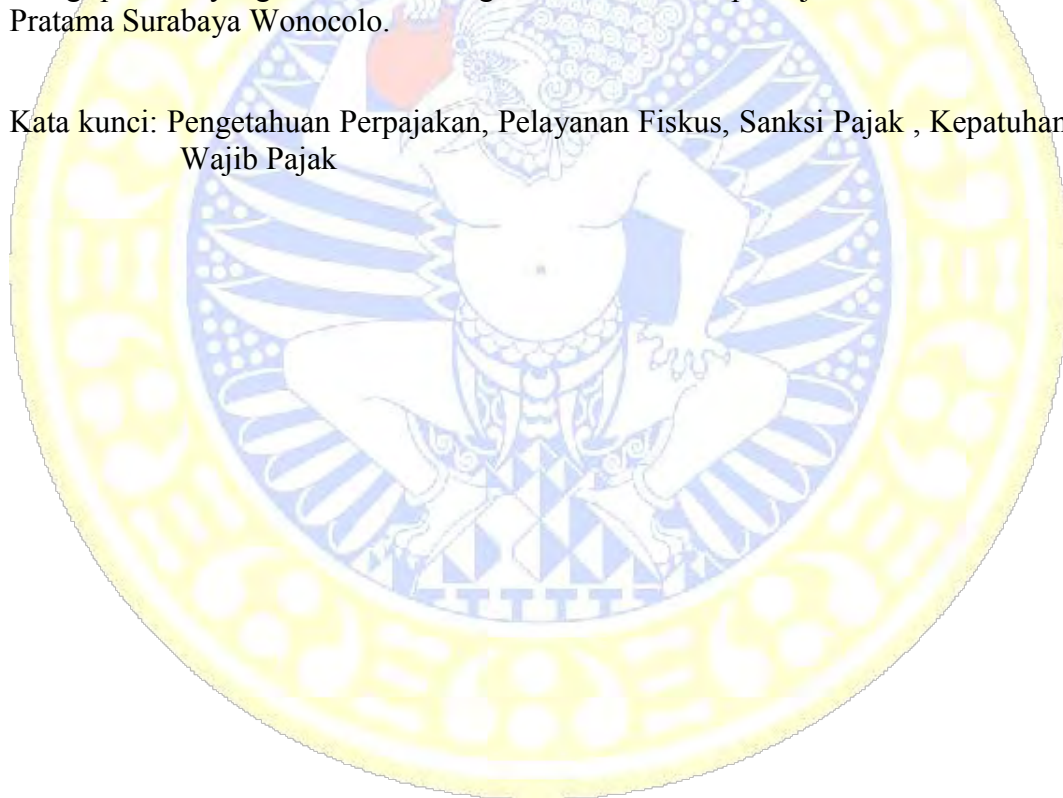 Pratama Surabaya Wonocolo.
Kata kunci: Pengetahuan Perpajakan, Pelayanan Fiskus, Sanksi Pajak , Kepatuhan
Wajib Pajak